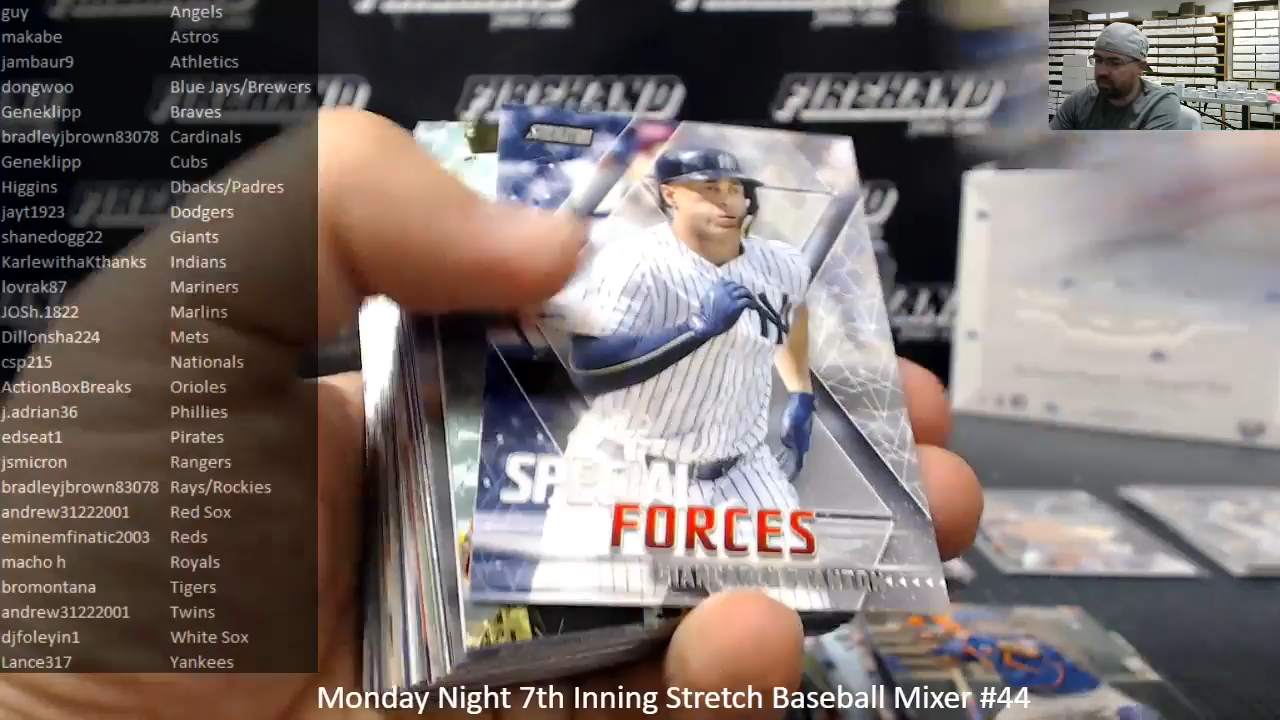 guy Angels
makabe Astros
jambaur9 Athletics
dongwoo Blue Jays/Brewers
Geneklipp Braves
bradleyjbrown83078 Cardinals
Geneklipp Cubs
Higgins Dbacks/Padres
jayt1923 Dodgers
shanedogg22 Giants
KarlewithaKthanks Indians
lovrak87 Mariners
JOSh.1822 Marlins
Dillonsha224 Mets
csp215 Nationals
ActionBoxBreaks Orioles
j.adrian36 Phillies
edseat1 Pirates
jsmicron Rangers
bradleyjbrown83078 Rays/Rockies
andrew31222001 Red Sox
eminemfinatic2003 Reds
macho h Royals
bromontana Tigers
andrew31222001 Twins
djfoleyin1 White Sox
Lance317 Yankees
FIREHAND
NY
SPECIAL
FORCES
STANTON
Monday Night 7th Inning Stretch Baseball Mixer #44